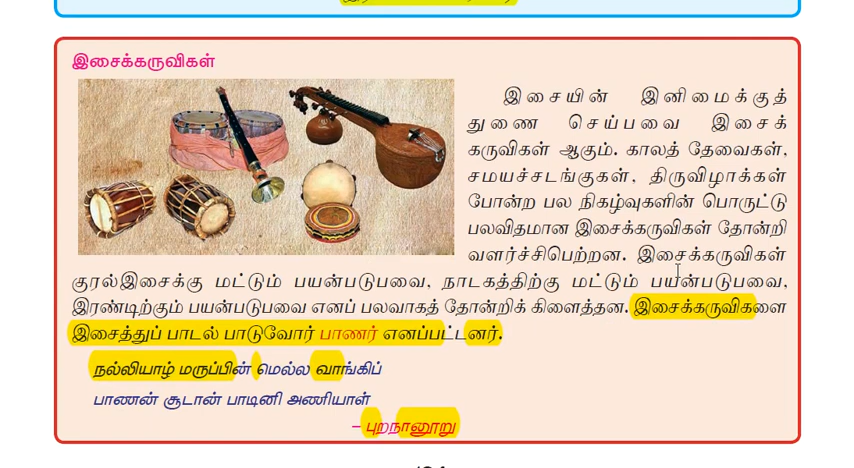 இசைக்கருவிகள்
இசையின் இனிமைக்குத்
துணை செய்பவை இசைக்
கருவிகள் ஆகும். காலத் தேவைகள்,
சமயச்சடங்குகள், திருவிழாக்கள்
போன்ற பல நிகழ்வுகளின் பொருட்டு
பலவிதமான இசைக்கருவிகள் தோன்றி
வளர்ச்சிபெற்றன. இசைக்கருவிகள்
குரல்இசைக்கு மட்டும் பயன்படுபவை, நாடகத்திற்கு மட்டும் பயன்படுபவை,
இரண்டிற்கும் பயன்படுபவை எனப் பலவாகத் தோன்றிக் கிளைத்தன. இசைக்கருவிகளை
இசைத்துப் பாடல் பாடுவோர் பாணர் எனப்பட்டனர்.
நல்லியாழ் மருப்பின் மெல்ல வாங்கிப்
பாணன் சூடான் பாடினி அணியாள்
– புறநானூறு